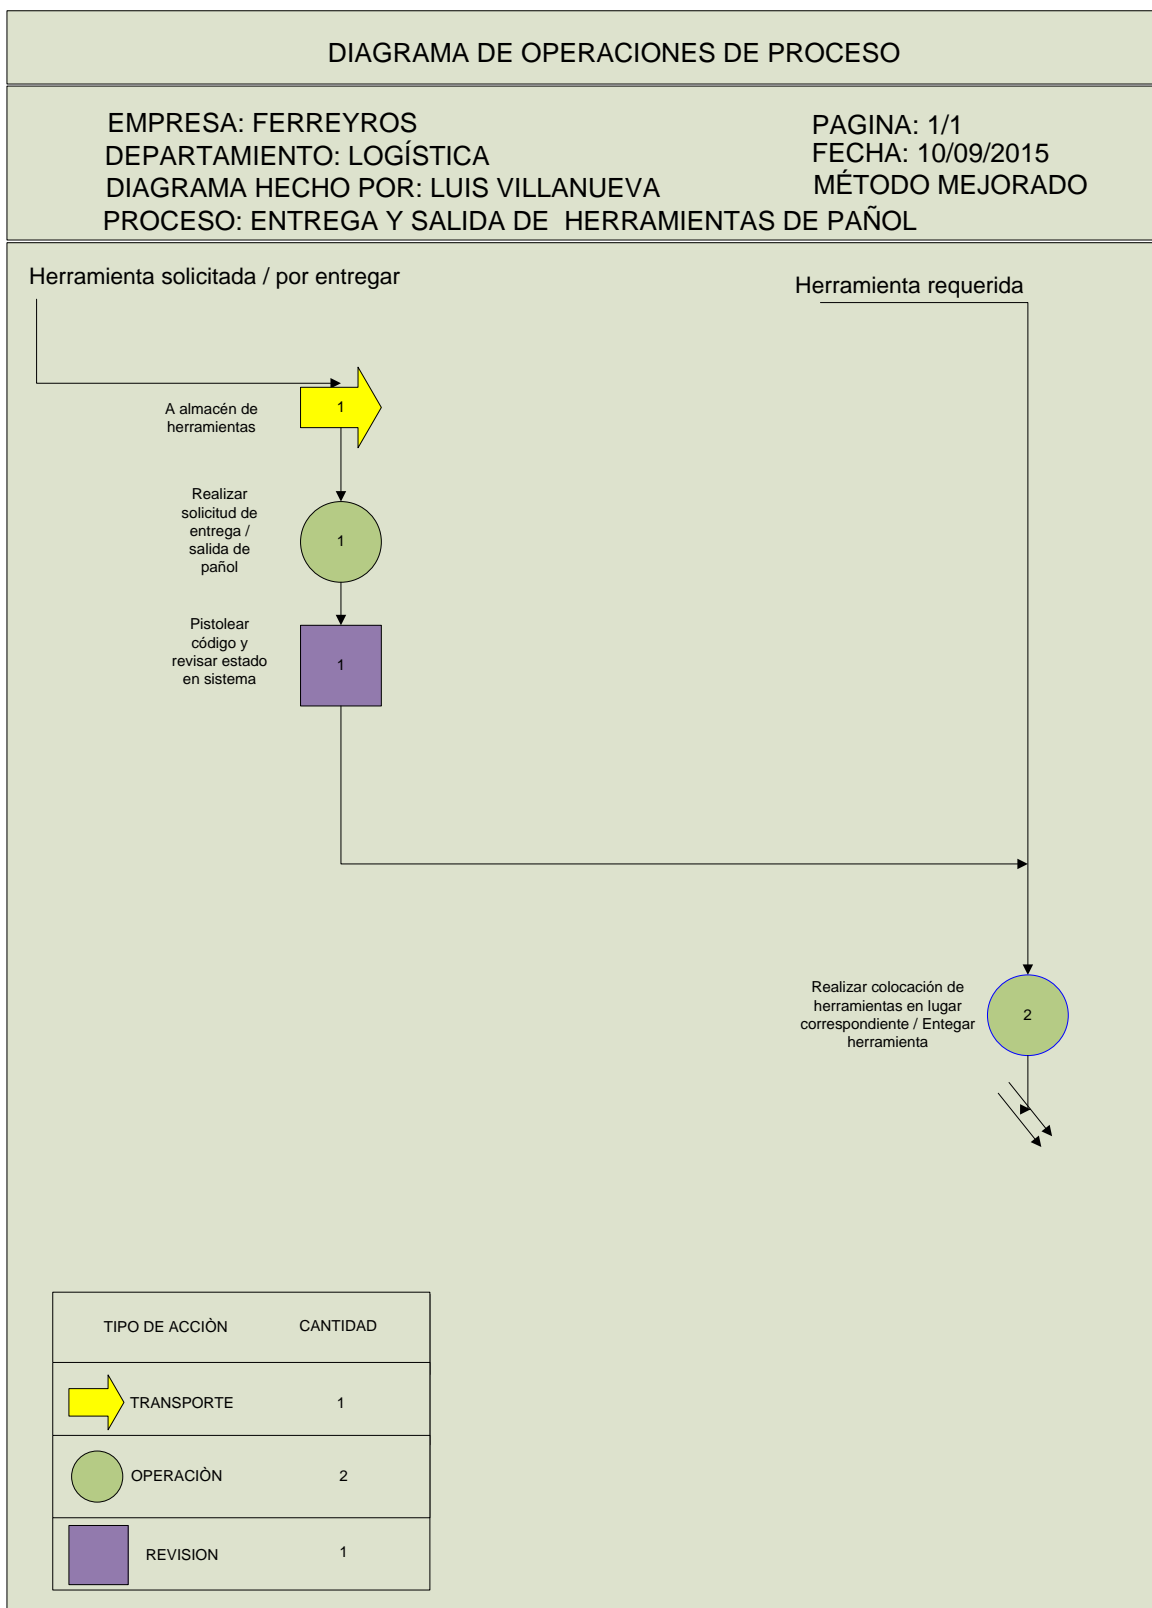 DIAGRAMA DE OPERACIONES DE PROCESO
EMPRESA: FERREYROS
DEPARTAMIENTO: LOGÍSTICA
DIAGRAMA HECHO POR: LUIS VILLANUEVA
PROCESO: ENTREGA Y SALIDA DE  HERRAMIENTAS DE PAÑOL
PAGINA: 1/1
FECHA: 10/09/2015
MÉTODO MEJORADO
Herramienta solicitada / por entregar
Herramienta requerida
A almacén de
herramientas
1
Realizar
solicitud de
entrega /
salida de
pañol
1
Pistolear
código y
revisar estado
en sistema
1
Realizar colocación de
herramientas en lugar
correspondiente / Entegar
herramienta
2
TIPO DE ACCIÒN CANTIDAD
TRANSPORTE 1
OPERACIÒN 2
REVISION 1